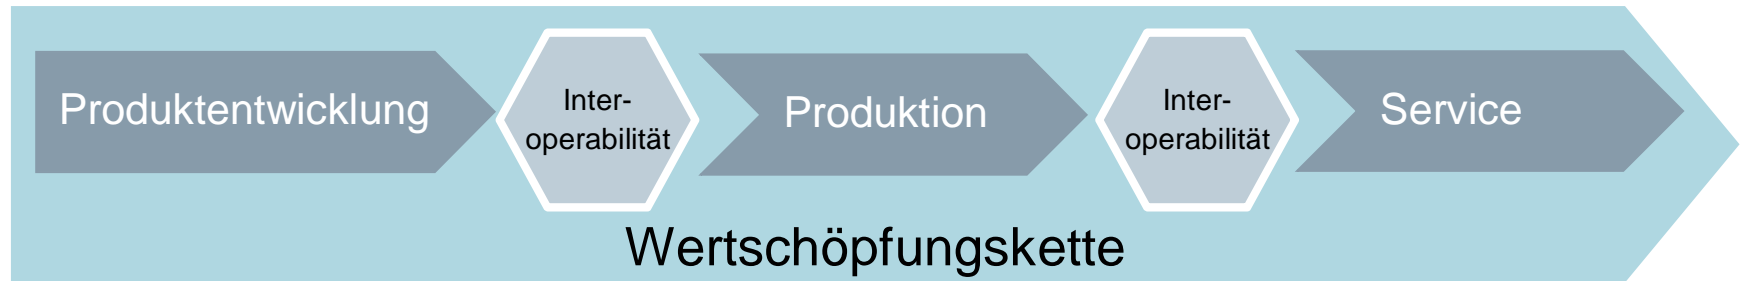 Produktentwicklung
Inter-
operabilität
Produktion
Inter-
operabilität
Service
Wertschöpfungskette